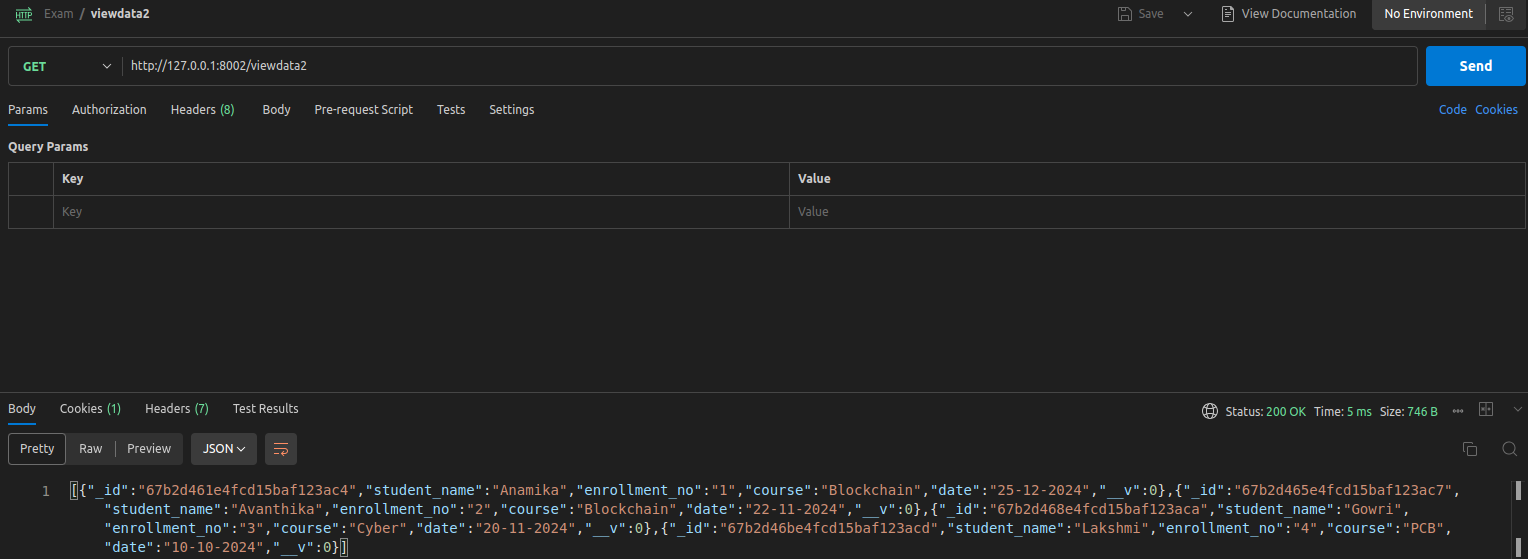 HTTP Exam / viewdata2 Save View Documentation No Environment
GET http://127.0.0.1:8002/viewdata2 Send
Params Authorization Headers (8) Body Pre-request Script Tests Settings Code Cookies
Query Params
Key Value
Key Value
Body Cookies (1) Headers (7) Test Results Status: 200 OK Time: 5 ms Size: 746 B
Pretty Raw Preview JSON
1 [{"_id":"67b2d461e4fcd15baf123ac4","student_name":"Anamika","enrollment_no":"1","course":"Blockchain","date":"25-12-2024","__v":0},{"_id":"67b2d465e4fcd15baf123ac7",
"student_name":"Avanthika","enrollment_no":"2","course":"Blockchain","date":"22-11-2024","__v":0},{"_id":"67b2d468e4fcd15baf123aca","student_name":"Gowri",
"enrollment_no":"3","course":"Cyber","date":"20-11-2024","__v":0},{"_id":"67b2d46be4fcd15baf123acd","student_name":"Lakshmi","enrollment_no":"4","course":"PCB",
"date":"10-10-2024","__v":0}]